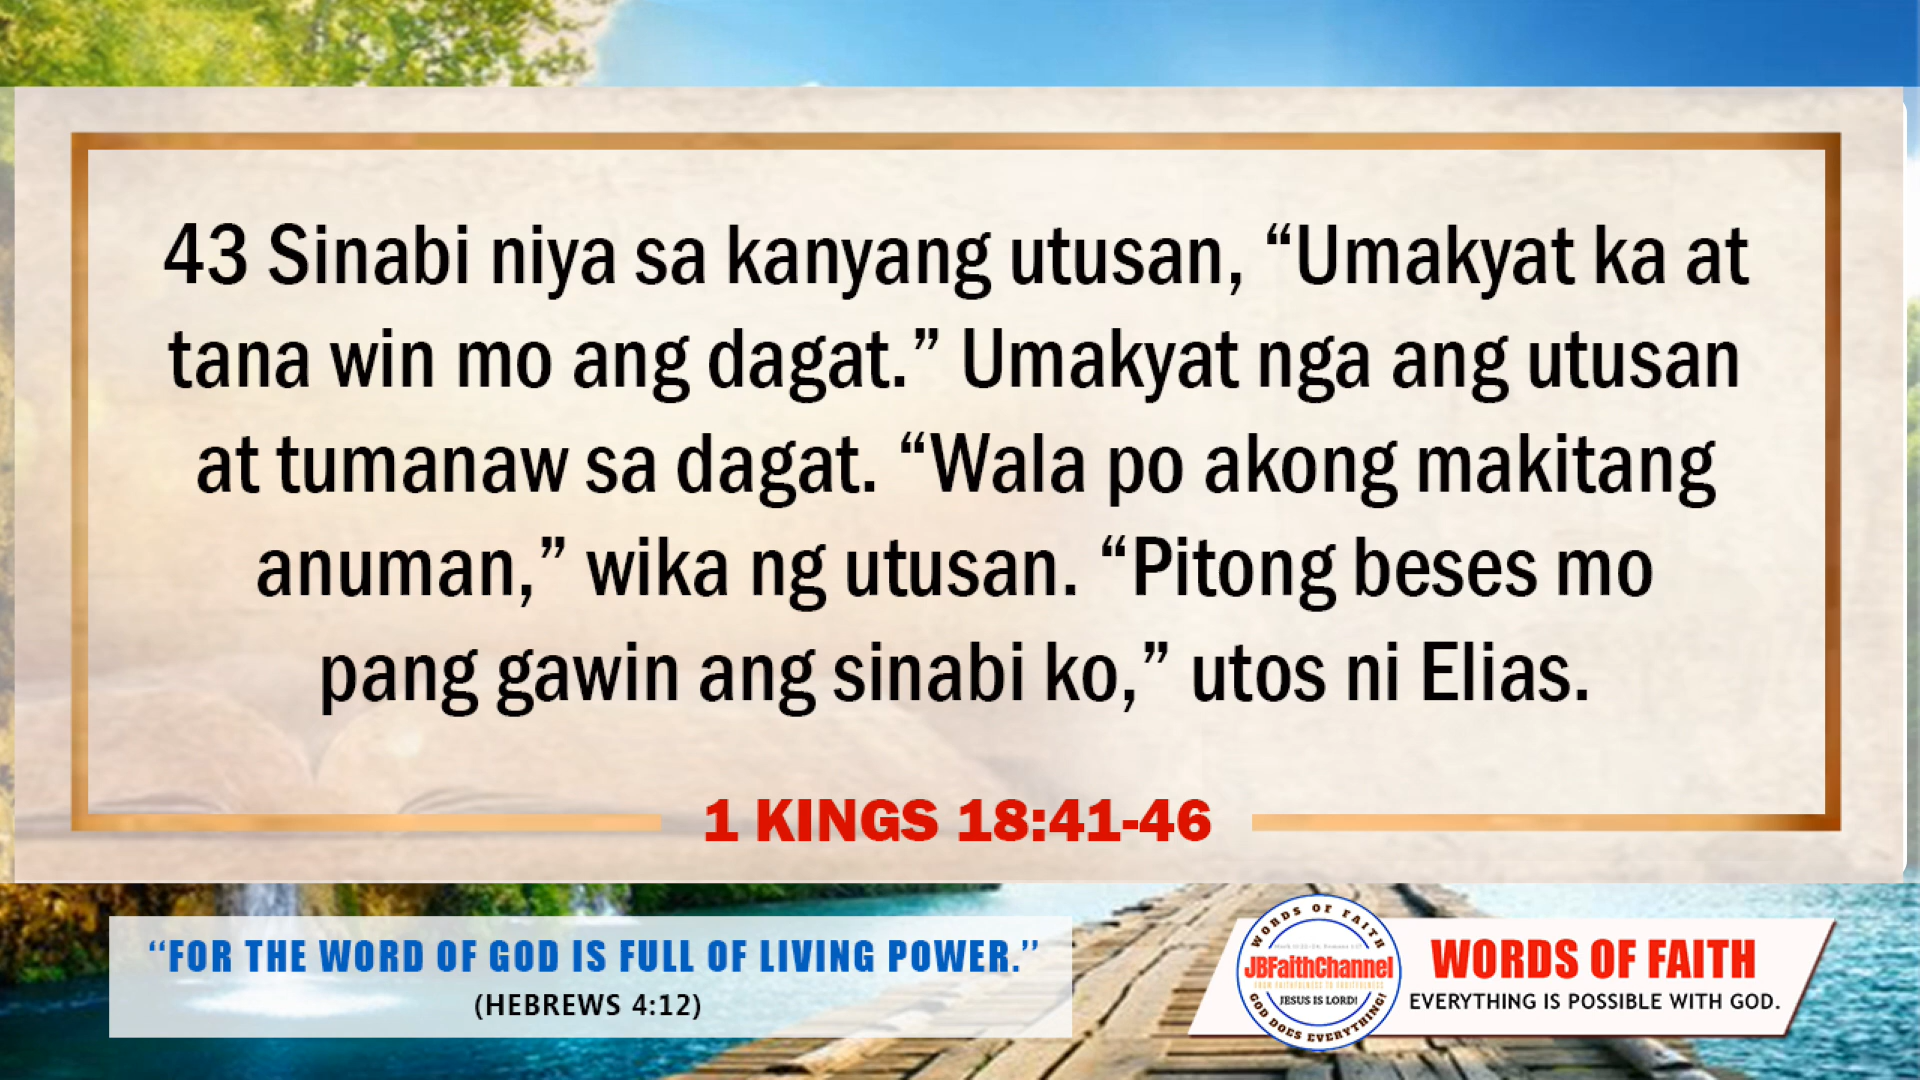 43 Sinabi niya sa kanyang utusan, “Umakyat ka at
tana win mo ang dagat.” Umakyat nga ang utusan
at tumanaw sa dagat. “Wala po akong makitang
anuman,” wika ng utusan. “Pitong beses mo
pang gawin ang sinabi ko,” utos ni Elias.
1 KINGS 18:41-46
“FOR THE WORD OF GOD IS FULL OF LIVING POWER.”
(HEBREWS 4:12)
WORDS OF FAITH
JBFaithChannel
FROM FAITHFULNESS TO FRUITFULNESS
JESUS IS LORD!
GOD DOES EVERYTHING!
WORDS OF FAITH
EVERYTHING IS POSSIBLE WITH GOD.